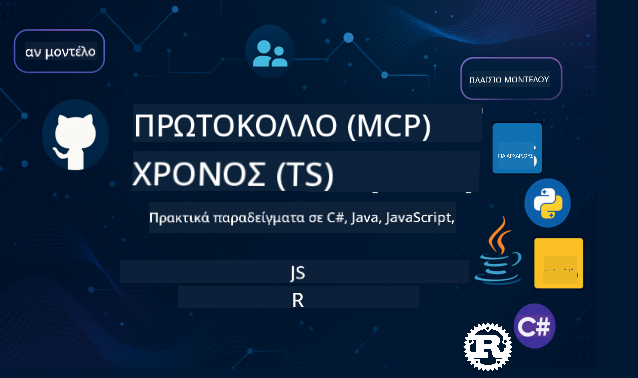 αν μοντέλο
ΠΛΑΙΣΙΟ ΜΟΝΤΕΛΟΥ
ΠΡΩΤΟΚΟΛΛΟ (MCP)
ΧΡΟΝΟΣ (TS)
Πρακτικά παραδείγματα σε C#, Java, JavaScript,
JS
R
C#
R